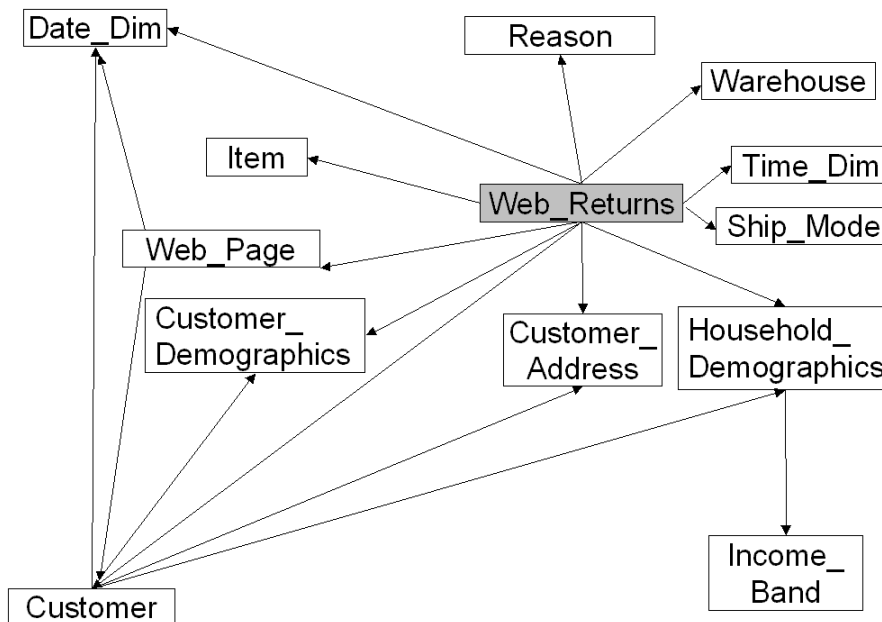 Date_Dim
Reason
Warehouse
Item
Time_Dim
Web_Returns
Ship_Mode
Web_Page
Customer_
Demographics
Customer_
Address
Household_
Demographics
Income_
Band
Customer